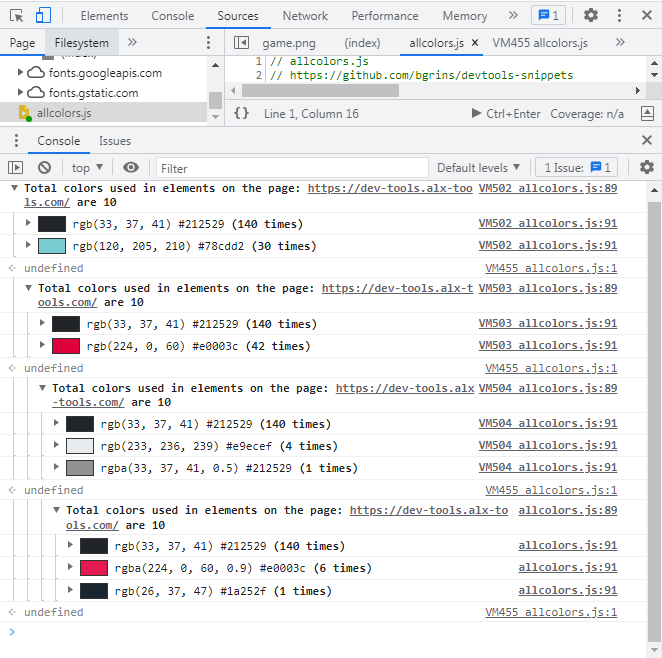 Elements Console Sources Network Performance Memory » 1
Page Filesystem » game.png (index) allcolors.js × VM455 allcolors.js »
(index)
fonts.googleapis.com
fonts.gstatic.com
allcolors.js
1 // allcolors.js
2 // https://github.com/bgrins/devtools-snippets
{} Line 1, Column 16 Ctrl+Enter Coverage: n/a
Console Issues
top Filter Default levels 1 Issue: 1
Total colors used in elements on the page: https://dev-tools.alx-too VM502 allcolors.js:89
ls.com/ are 10
rgb(33, 37, 41) #212529 (140 times) VM502 allcolors.js:91
rgb(120, 205, 210) #78cdd2 (30 times) VM502 allcolors.js:91
undefined VM455 allcolors.js:1
Total colors used in elements on the page: https://dev-tools.alx-t VM503 allcolors.js:89
ools.com/ are 10
rgb(33, 37, 41) #212529 (140 times) VM503 allcolors.js:91
rgb(224, 0, 60) #e0003c (42 times) VM503 allcolors.js:91
undefined VM455 allcolors.js:1
Total colors used in elements on the page: https://dev-tools.alx VM504 allcolors.js:89
-tools.com/ are 10
rgb(33, 37, 41) #212529 (140 times) VM504 allcolors.js:91
rgb(233, 236, 239) #e9ecef (4 times) VM504 allcolors.js:91
rgba(33, 37, 41, 0.5) #212529 (1 times) VM504 allcolors.js:91
undefined VM455 allcolors.js:1
Total colors used in elements on the page: https://dev-tools.alx-to allcolors.js:89
ols.com/ are 10
rgb(33, 37, 41) #212529 (140 times) allcolors.js:91
rgba(224, 0, 60, 0.9) #e0003c (6 times) allcolors.js:91
rgb(26, 37, 47) #1a252f (1 times) allcolors.js:91
undefined VM455 allcolors.js:1